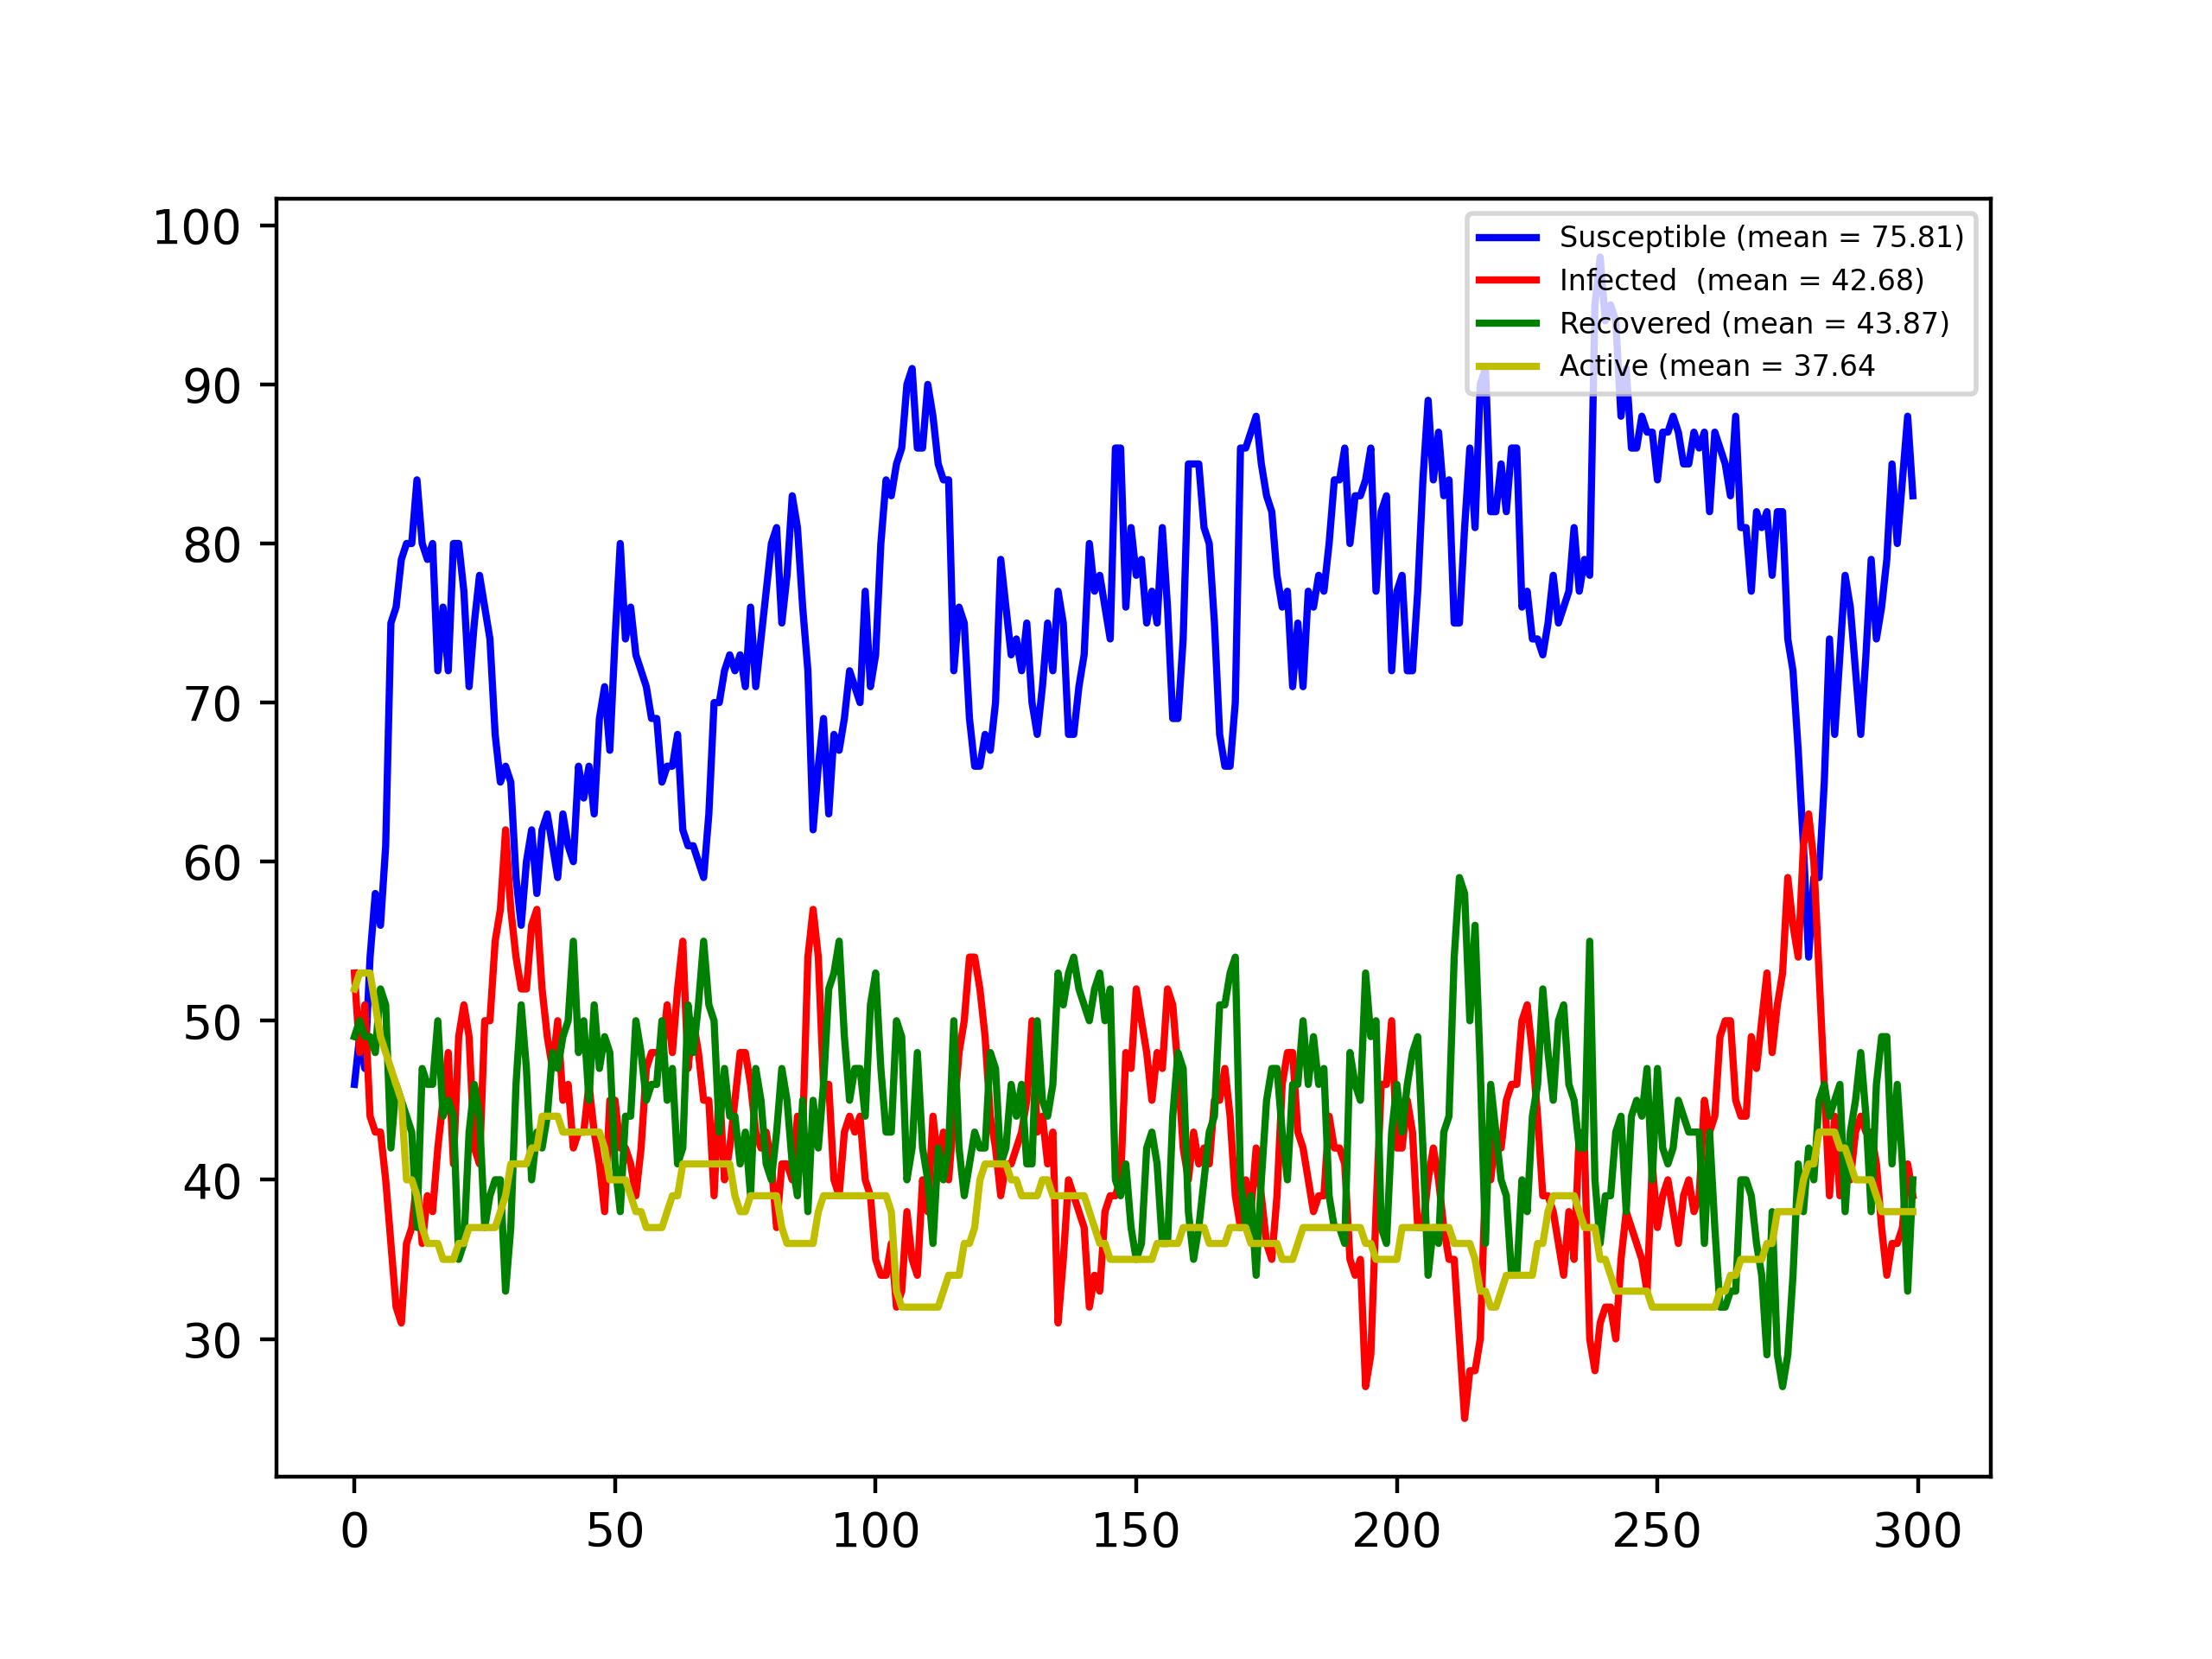 100
90
80
70
60
50
40
30
0 50 100 150 200 250 300
Susceptible (mean = 75.81)
Infected  (mean = 42.68)
Recovered (mean = 43.87)
Active (mean = 37.64